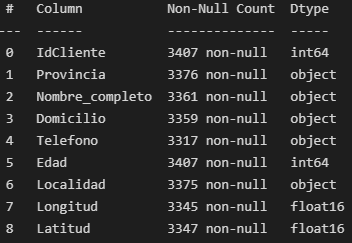 #   Column           Non-Null Count  Dtype
---  ------           --------------  -----
0   IdCliente        3407 non-null   int64
1   Provincia        3376 non-null   object
2   Nombre_completo  3361 non-null   object
3   Domicilio        3359 non-null   object
4   Telefono         3317 non-null   object
5   Edad             3407 non-null   int64
6   Localidad        3375 non-null   object
7   Longitud         3345 non-null   float16
8   Latitud          3347 non-null   float16